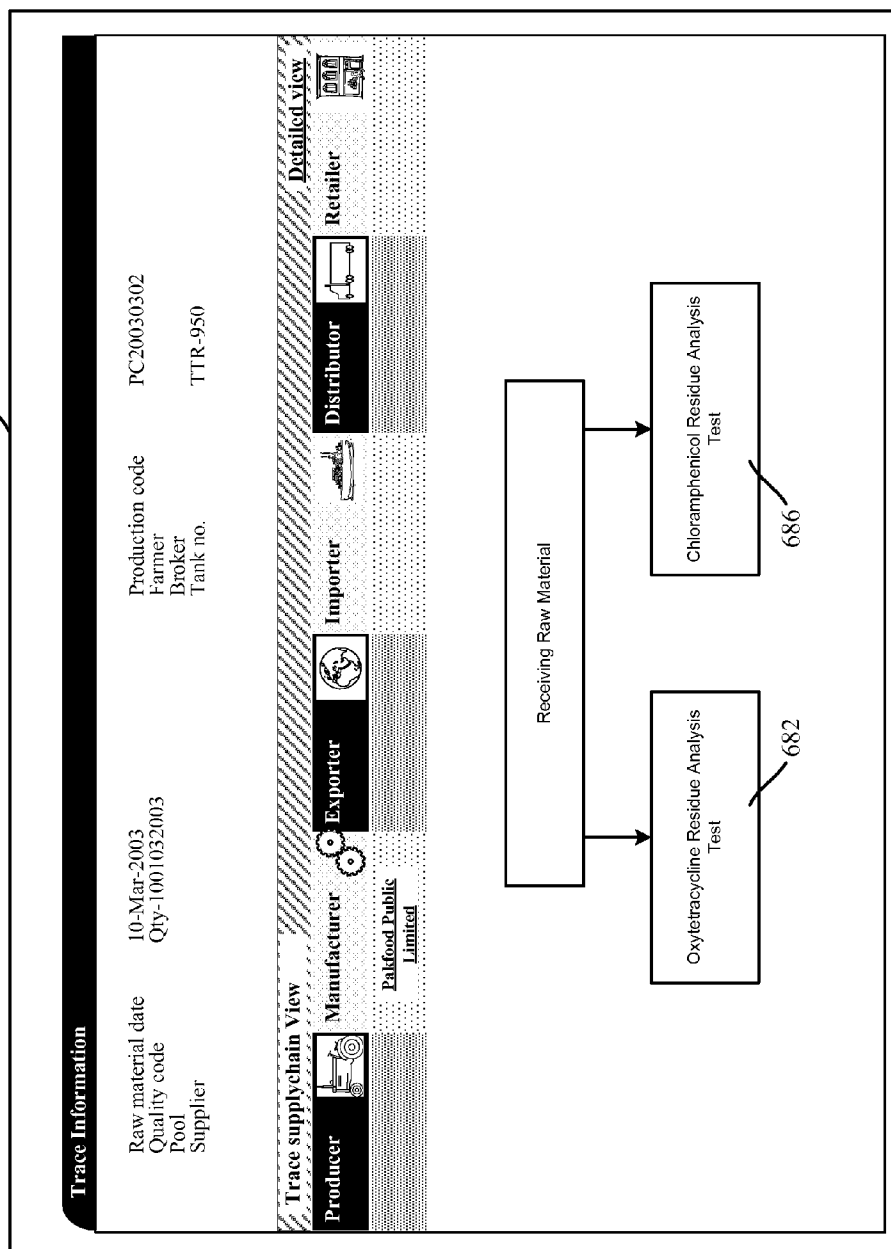 Trace Information
Raw material date 10-Mar-2003 Production code PC20030302
Quality code Qty-1001032003 Farmer
Pool Broker
Supplier Tank no. TTR-950
Trace supplychain View Detailed view
Producer Manufacturer Exporter Importer Distributor Retailer
Pakfood Public
Limited
Receiving Raw Material
Oxytetracycline Residue Analysis
Test
Chloramphenicol Residue Analysis
Test
682
686